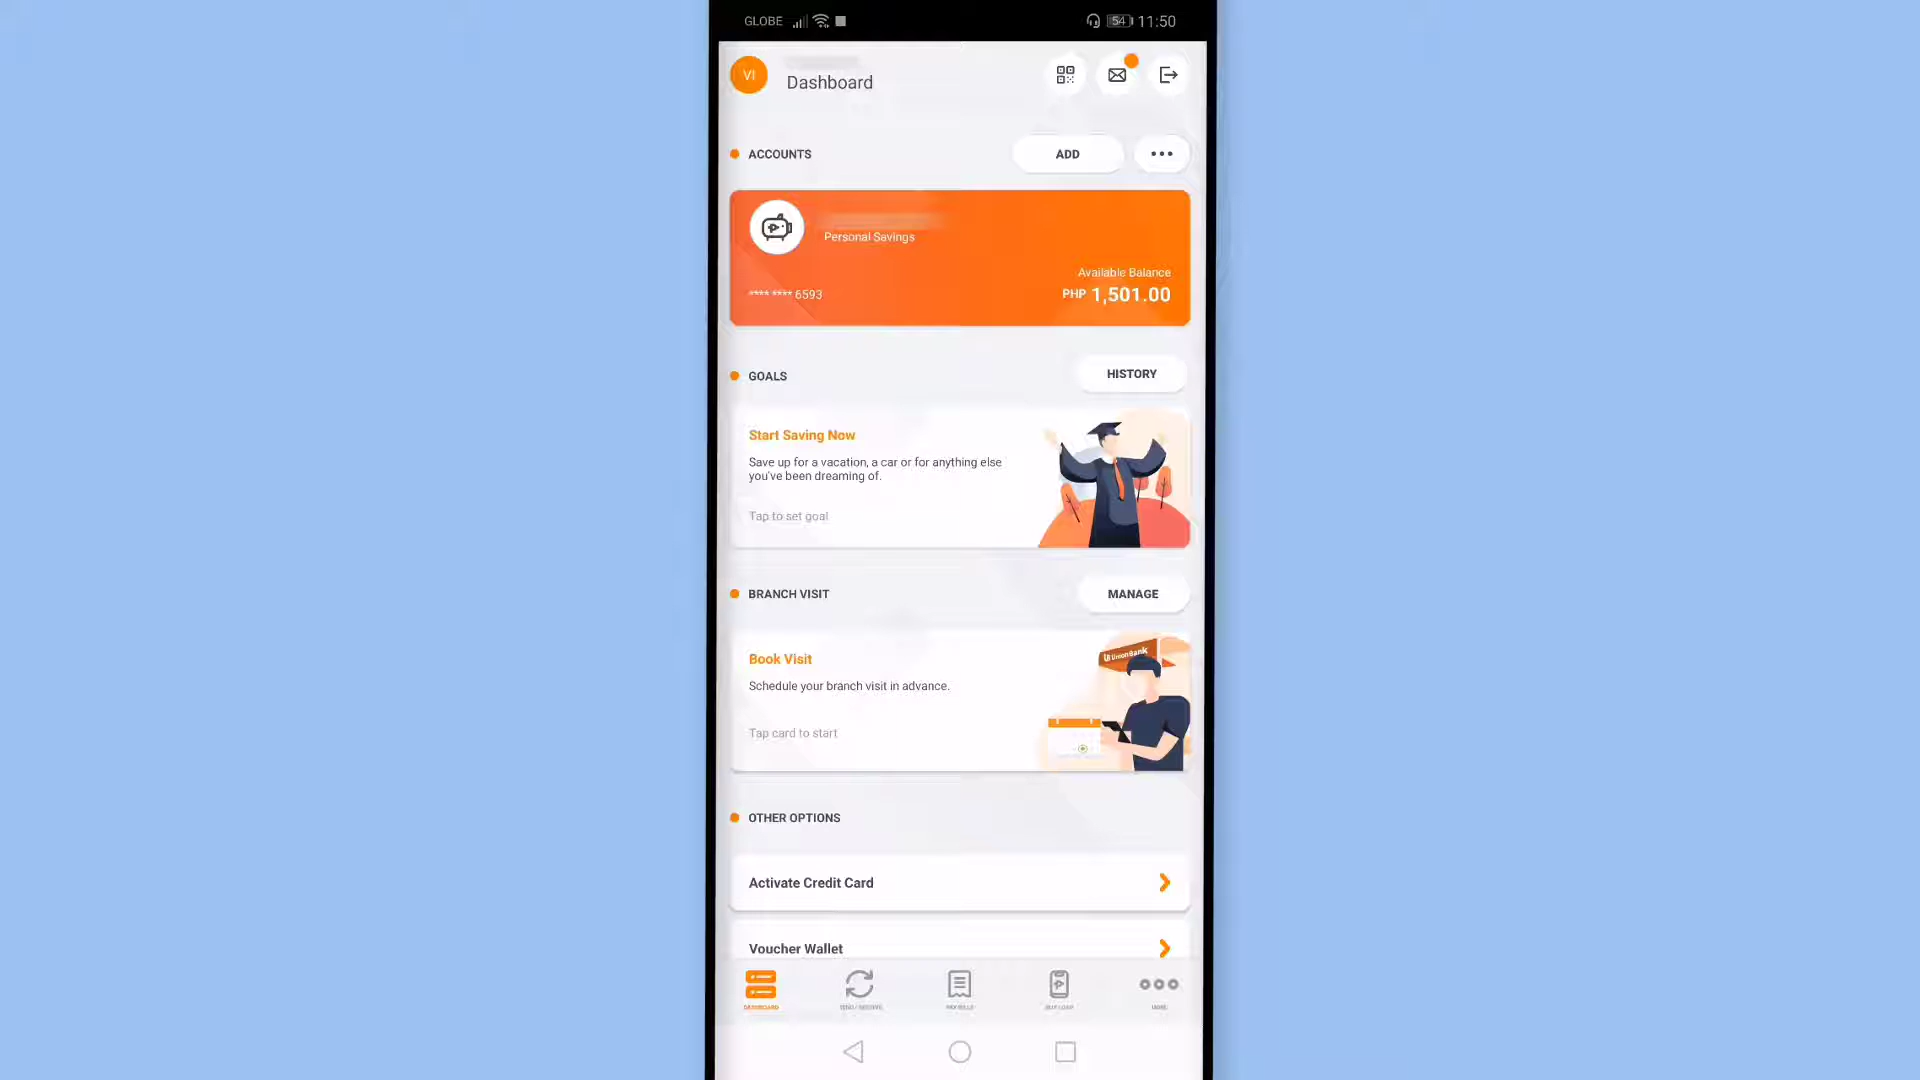 GLOBE 54 11:50
VI
Dashboard
ACCOUNTS ADD
Personal Savings
Available Balance
**** **** 6593 PHP 1,501.00
GOALS HISTORY
Start Saving Now
Save up for a vacation, a car or for anything else
you've been dreaming of.
Tap to set goal
BRANCH VISIT MANAGE
UnionBank
Book Visit
Schedule your branch visit in advance.
Tap card to start
OTHER OPTIONS
Activate Credit Card
Voucher Wallet
DASHBOARD SEND / RECEIVE PAY BILLS BUY LOAD MORE